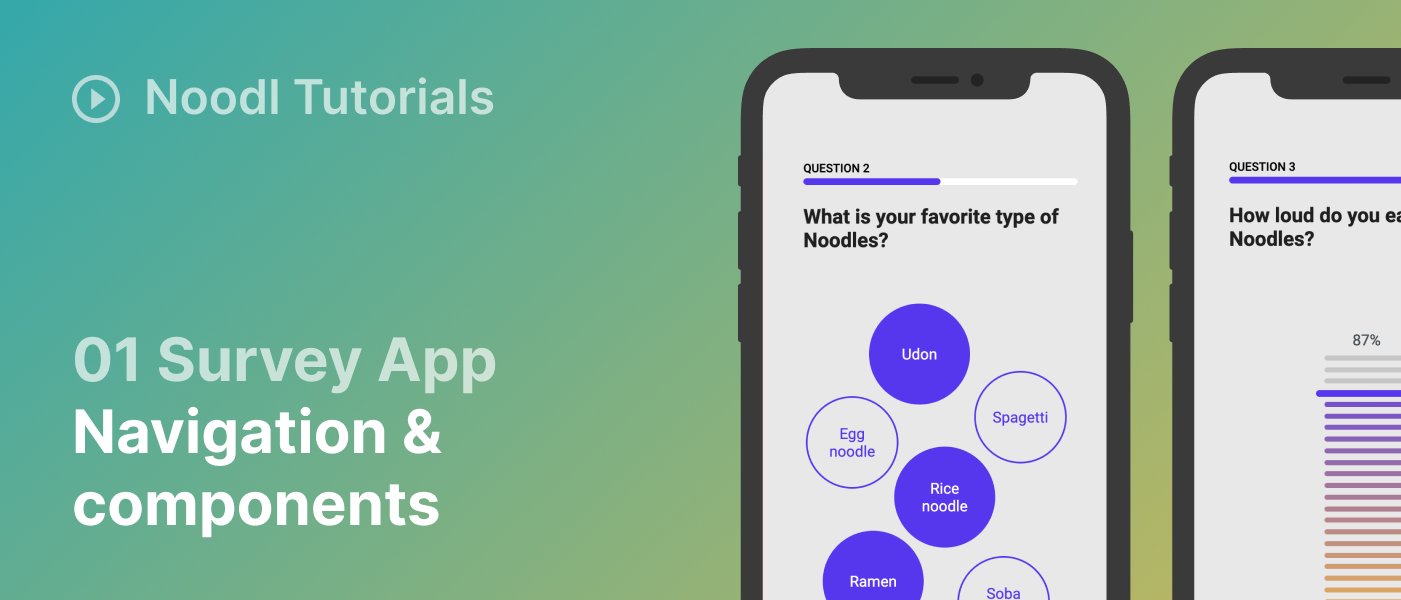 Noodl Tutorials
01 Survey App
Navigation &
components
QUESTION 2
What is your favorite type of
Noodles?
Udon
Spagetti
Egg
noodle
Rice
noodle
Ramen
Soba
QUESTION 3
How loud do you ea
Noodles?
87%